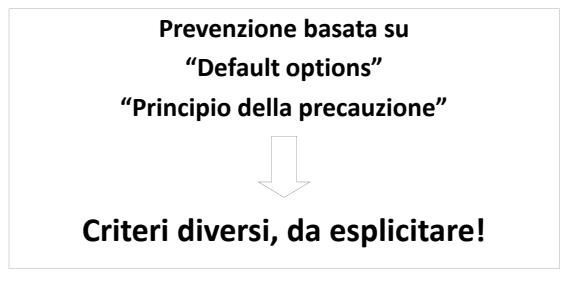 Prevenzione basata su
“Default options”
“Principio della precauzione”
Criteri diversi, da esplicitare!